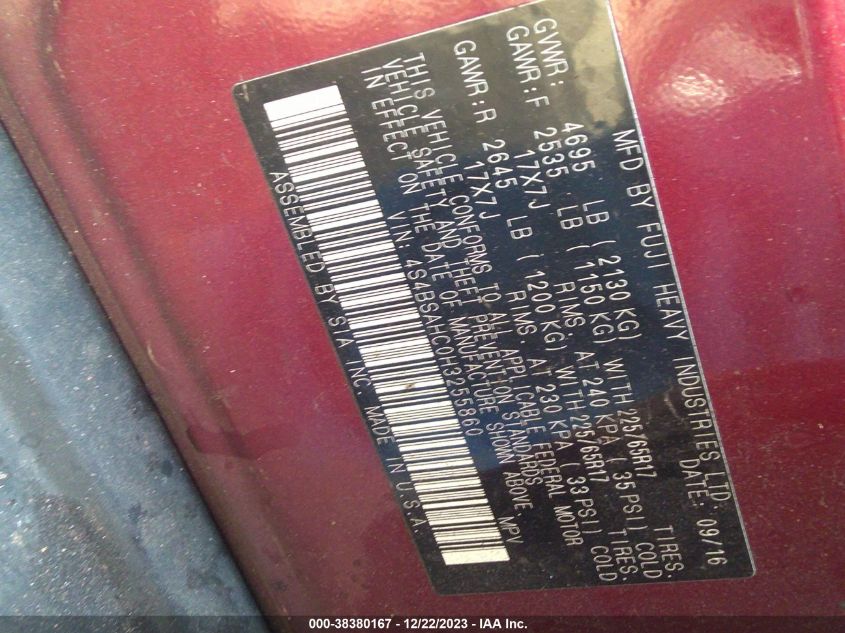 MFD BY FUJI HEAVY INDUSTRIES, LTD. DATE: 09/16
GVWR: 4695 LB ( 2130 KG) WITH 225/65R17 TIRES.
GAWR:F 2535 LB ( 1150 KG) WITH 225/65R17 TIRES.
17X7J RIMS AT 240 KPA ( 35PSI) COLD
GAWR:R 2645 LB ( 1200 KG) WITH 225/65R17 TIRES.
17X7J RIMS. AT 230 KPA ( 33PSI) COLD
THIS VEHICLE CONFORMS TO ALL APPLICABLE FEDERAL MOTOR
VEHICLE SAFETY AND THEFT PREVENTION STANDARDS
IN EFFECT ON THE DATE OF MANUFACTURE SHOWN ABOVE.
VIN: 4S4BSAHC0H3255860 MPV
ASSEMBLED BY SIA INC MADE IN U.S.A
000-38380167 - 12/22/2023 - IAA Inc.